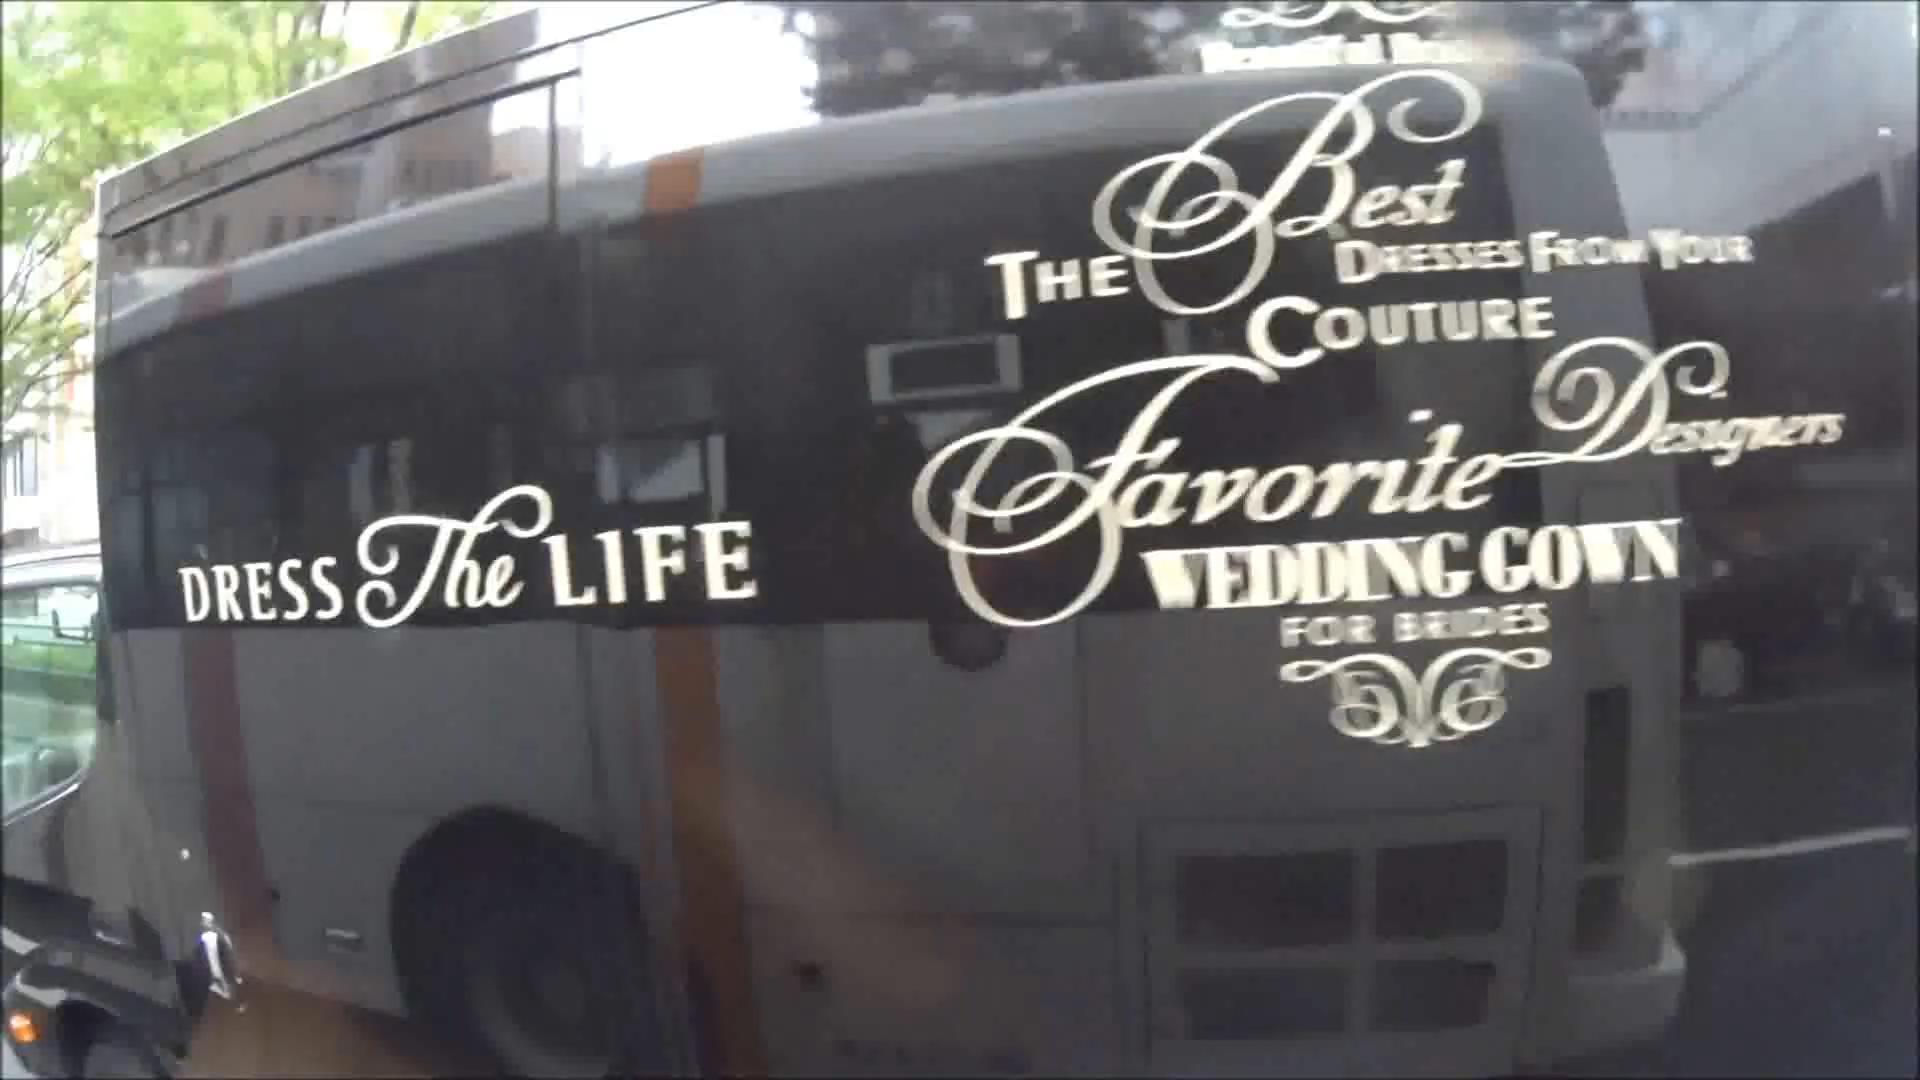 DRESS The LIFE
THE Best
DRESSES FROM YOUR
COUTURE
Favorite DESIGNERS
WEDDING GOWN
FOR BRIDES